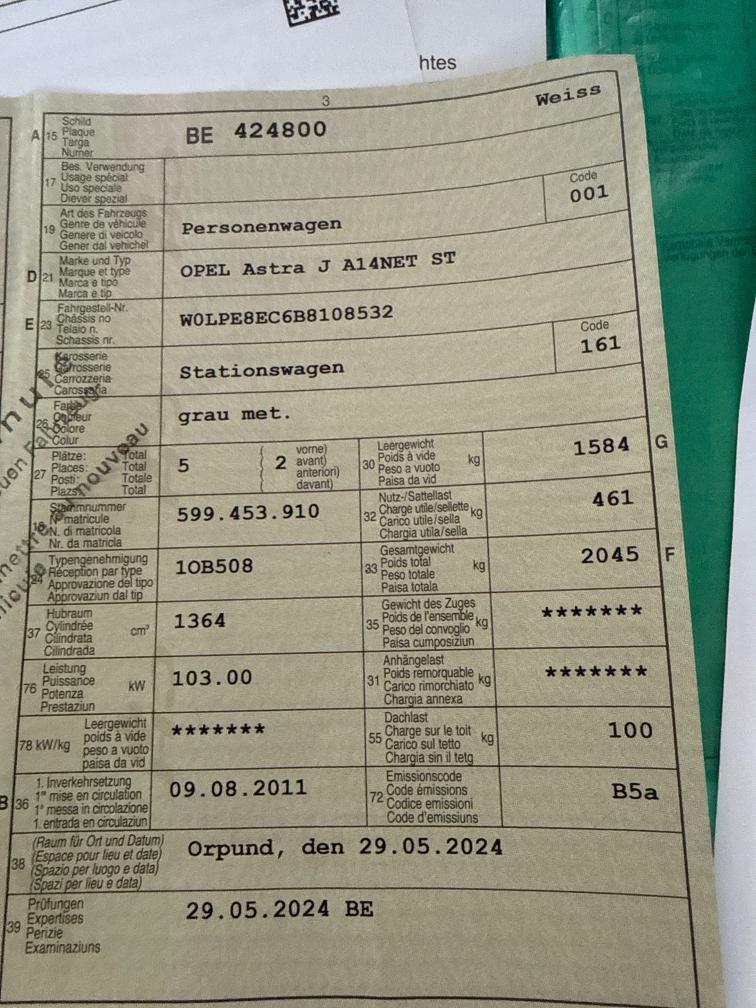 htes
3
A 15 Schild
Plaque
Targa
Numer
BE 424800
Weiss
17 Bes. Verwendung
Usage spécial
Uso speciale
Diever spezial
19 Art des Fahrzeugs
Genre de véhicule
Genere di veicolo
Gener dal vehichel
Personenwagen
Code
001
D 21 Marke und Typ
Marque et type
Marca e tipo
Marca e tip
OPEL Astra J A14NET ST
E 23 Fahrgestell-Nr.
Châssis no
Telaio n.
Schassis nr.
W0LPE8EC6B8108532
25 Karosserie
Carrosserie
Carrozzeria
Carossaria
Stationswagen
Code
161
26 Farbe
Couleur
Colore
Colur
grau met.
27 Plätze: Total
Places: Total
Posti: Totale
Plazs: Total
5
2
vorne)
avant)
anteriori)
davant)
30 Leergewicht
Poids à vide
Peso a vuoto
Paisa da vid
kg
1584 G
18 Stammnummer
N° matricule
N. di matricola
Nr. da matricla
599.453.910
32 Nutz-/Sattellast
Charge utile/sellette
Carico utile/sella
Chargia utila/sella
kg
461
24 Typengenehmigung
Réception par type
Approvazione del tipo
Approvaziun dal tip
1OB508
33 Gesamtgewicht
Poids total
Peso totale
Paisa totala
kg
2045 F
37 Hubraum
Cylindrée
Cilindrata
Cilindrada
cm³
1364
35 Gewicht des Zuges
Poids de l'ensemble
Peso del convoglio
Paisa cumposiziun
kg
*******
76 Leistung
Puissance
Potenza
Prestaziun
kW
103.00
31 Anhängelast
Poids remorquable
Carico rimorchiato
Chargia annexa
kg
*******
78 kW/kg
Leergewicht
poids à vide
peso a vuoto
paisa da vid
*******
55 Dachlast
Charge sur le toit
Carico sul tetto
Chargia sin il tetg
kg
100
B 36 1. Inverkehrsetzung
1re mise en circulation
1a messa in circolazione
1. entrada en circulaziun
09.08.2011
72 Emissionscode
Code émissions
Codice emissioni
Code d'emissiuns
B5a
38 (Raum für Ort und Datum)
(Espace pour lieu et date)
(Spazio per luogo e data)
(Spazi per lieu e data)
Orpund, den 29.05.2024
39 Prüfungen
Expertises
Perizie
Examinaziuns
29.05.2024 BE
nouveau